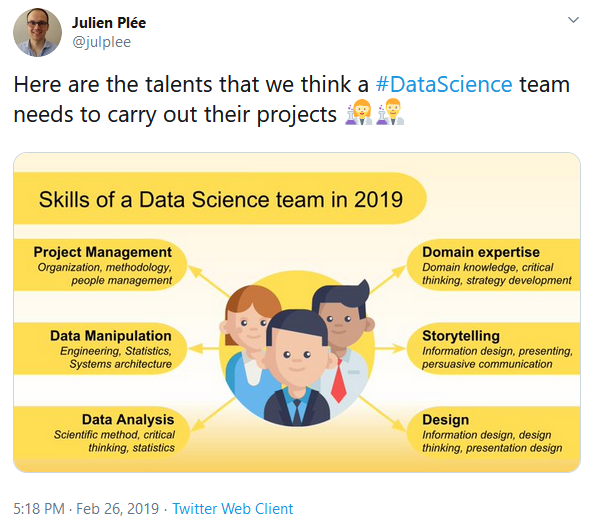 Julien Plée
@julplee
Here are the talents that we think a #DataScience team
needs to carry out their projects 👩‍🔬👨‍🔬
Skills of a Data Science team in 2019
Project Management
Organization, methodology,
people management
Data Manipulation
Engineering, Statistics,
Systems architecture
Data Analysis
Scientific method, critical
thinking, statistics
Domain expertise
Domain knowledge, critical
thinking, strategy development
Storytelling
Information design, presenting,
persuasive communication
Design
Information design, design
thinking, presentation design
5:18 PM · Feb 26, 2019 · Twitter Web Client